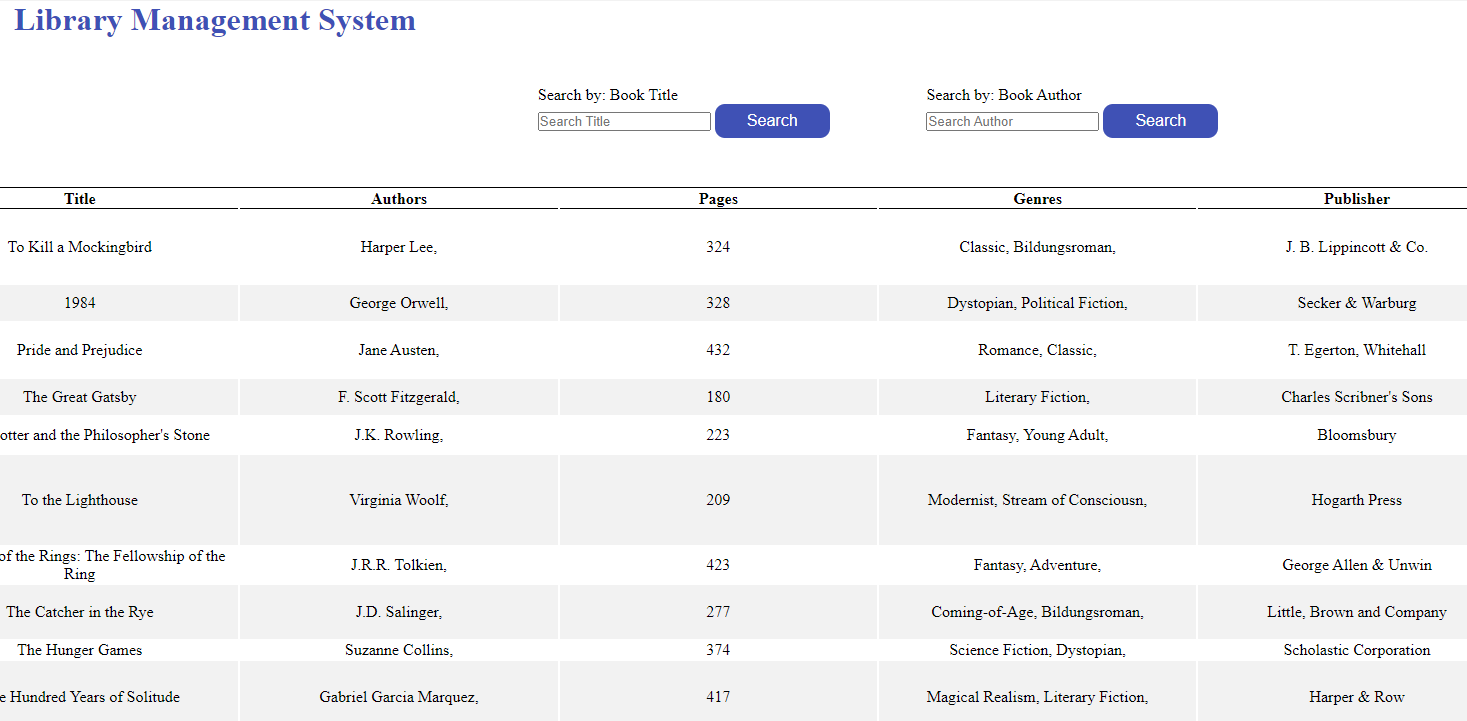 Library Management System
Search by: Book Title Search by: Book Author
Search Title Search Search Author Search
Title Authors Pages Genres Publisher
To Kill a Mockingbird Harper Lee, 324 Classic, Bildungsroman, J. B. Lippincott & Co.
1984 George Orwell, 328 Dystopian, Political Fiction, Secker & Warburg
Pride and Prejudice Jane Austen, 432 Romance, Classic, T. Egerton, Whitehall
The Great Gatsby F. Scott Fitzgerald, 180 Literary Fiction, Charles Scribner's Sons
otter and the Philosopher's Stone J.K. Rowling, 223 Fantasy, Young Adult, Bloomsbury
To the Lighthouse Virginia Woolf, 209 Modernist, Stream of Consciousn, Hogarth Press
of the Rings: The Fellowship of the
Ring J.R.R. Tolkien, 423 Fantasy, Adventure, George Allen & Unwin
The Catcher in the Rye J.D. Salinger, 277 Coming-of-Age, Bildungsroman, Little, Brown and Company
The Hunger Games Suzanne Collins, 374 Science Fiction, Dystopian, Scholastic Corporation
e Hundred Years of Solitude Gabriel Garcia Marquez, 417 Magical Realism, Literary Fiction, Harper & Row